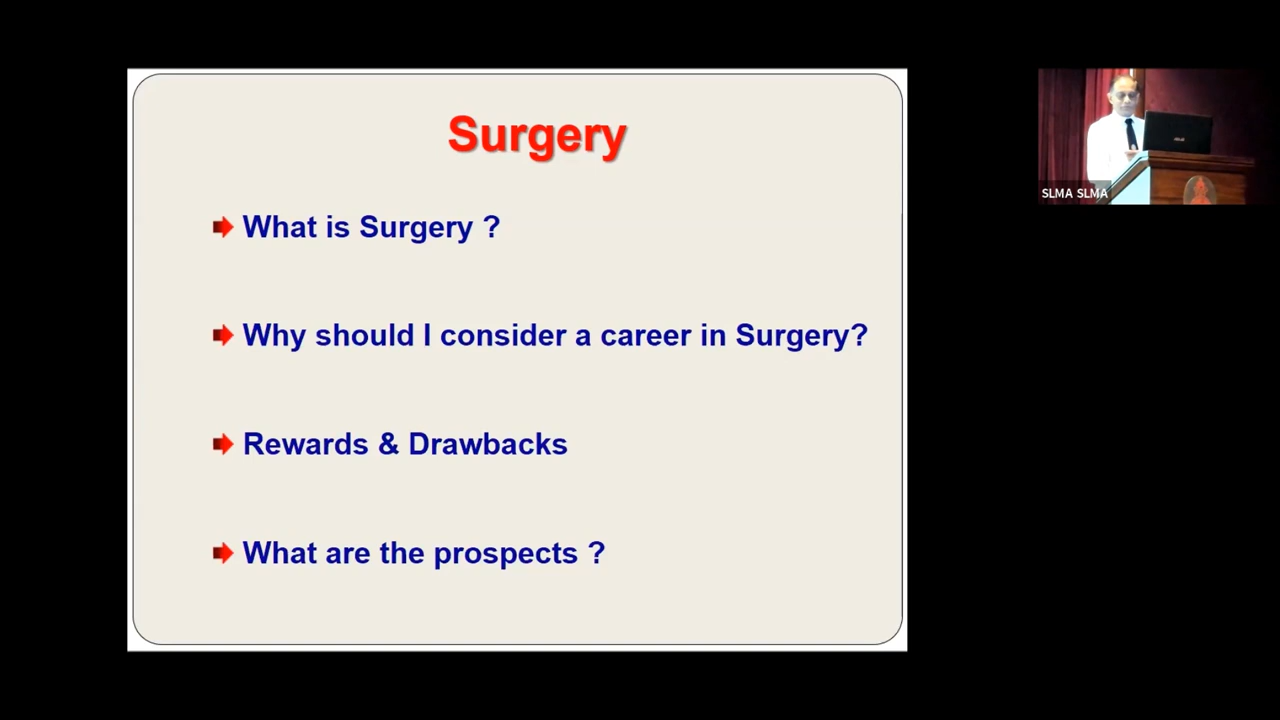 Surgery
What is Surgery ?
Why should I consider a career in Surgery?
Rewards & Drawbacks
What are the prospects ?
SLMA SLMA